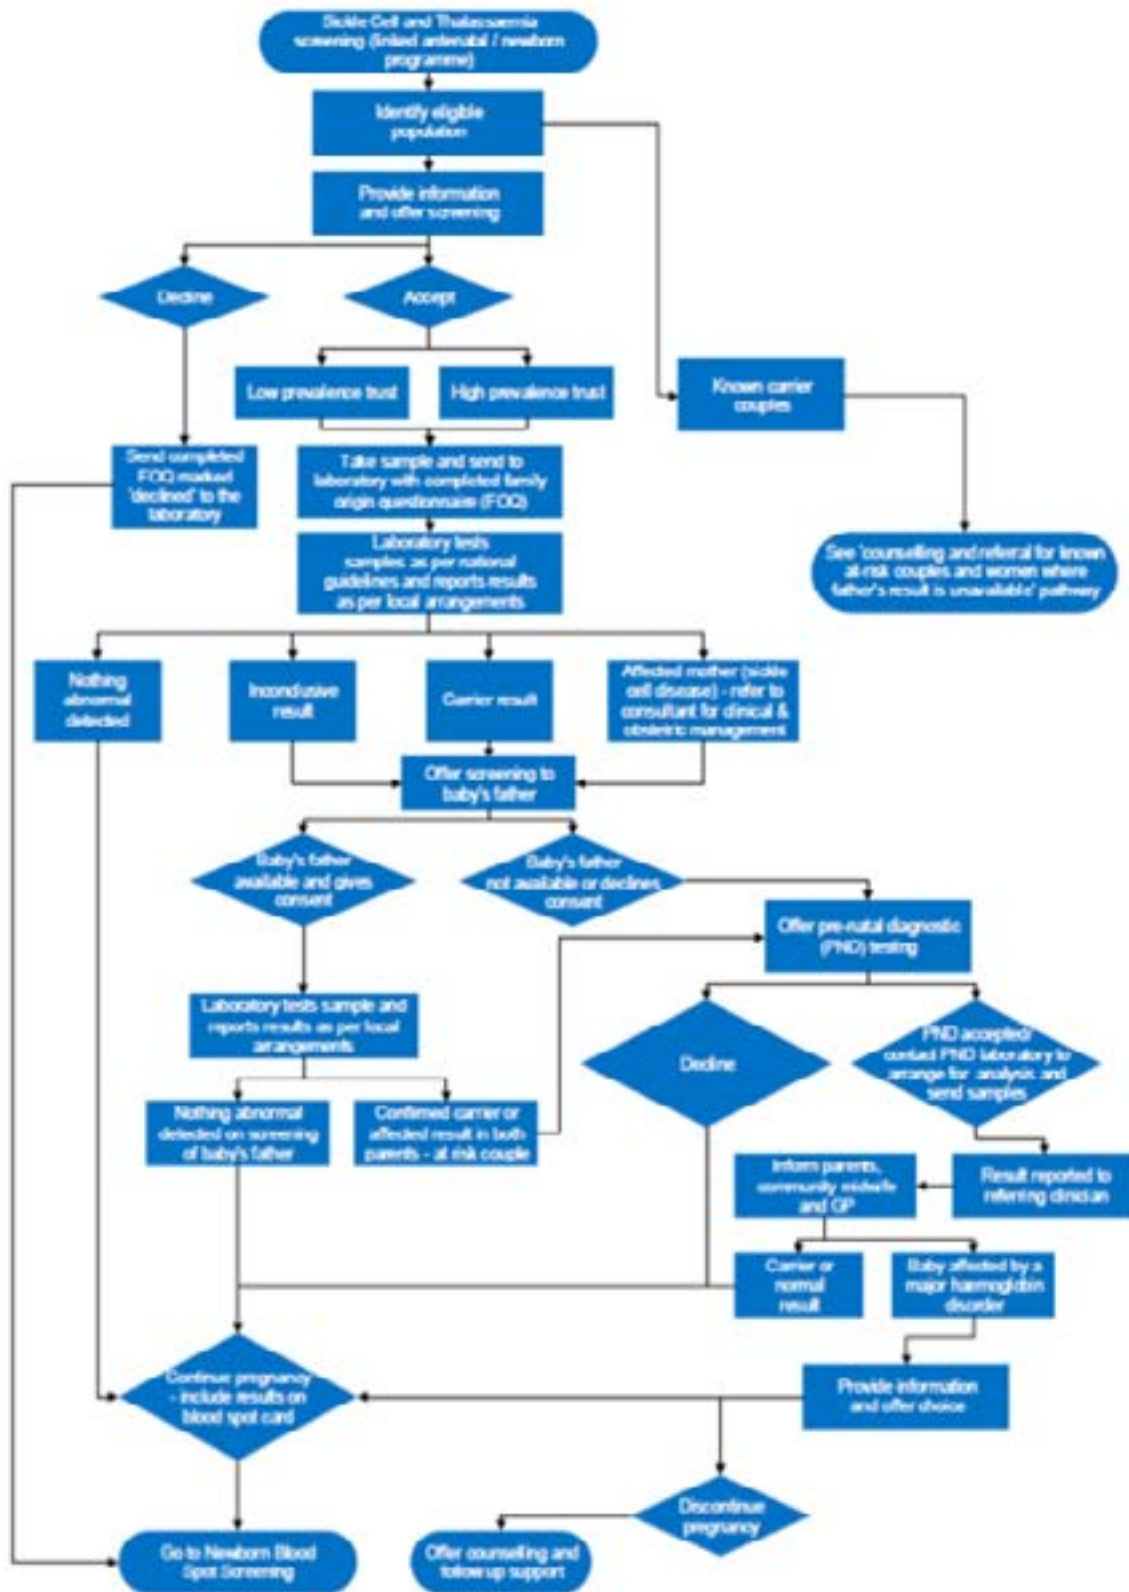 Sickle Cell and Thalassaemia
screening (linked antenatal / newborn
programme)
Identify eligible
population
Provide information
and offer screening
Decline
Accept
Low prevalence trust
High prevalence trust
Known carrier
couples
Send completed
FOQ marked
'declined' to the
laboratory
Take sample and send to
laboratory with completed family
origin questionnaire (FOQ)
Laboratory tests
samples as per national
guidelines and reports results
as per local arrangements
See 'counselling and referral for known
at-risk couples and women where
father's result is unavailable' pathway
Nothing
abnormal
detected
Inconclusive
result
Carrier result
Affected mother (sickle
cell disease) - refer to
consultant for clinical &
obstetric management
Offer screening to
baby's father
Baby's father
available and gives
consent
Baby's father
not available or declines
consent
Offer pre-natal diagnostic
(PND) testing
Laboratory tests sample and
reports results as per local
arrangements
Decline
PND accepted/
contact PND laboratory to
arrange for analysis and
send samples
Nothing abnormal
detected on screening
of baby's father
Confirmed carrier or
affected result in both
parents - at risk couple
Inform parents,
community midwife
and GP
Result reported to
referring clinician
Carrier or
normal
result
Baby affected by a
major haemoglobin
disorder
Continue pregnancy
- include results on
blood spot card
Provide information
and offer choice
Discontinue
pregnancy
Go to Newborn Blood
Spot Screening
Offer counselling and
follow up support